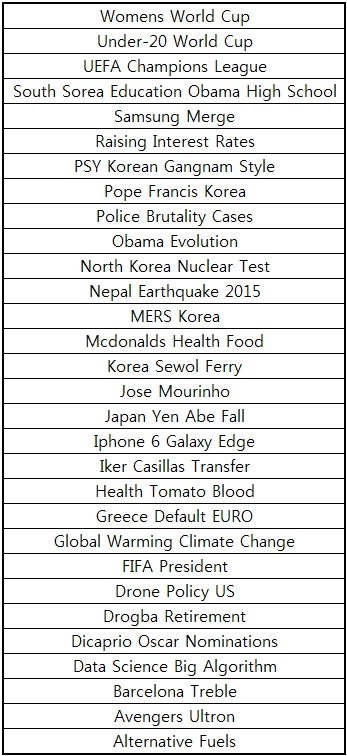 Womens World Cup
Under-20 World Cup
UEFA Champions League
South Sorea Education Obama High School
Samsung Merge
Raising Interest Rates
PSY Korean Gangnam Style
Pope Francis Korea
Police Brutality Cases
Obama Evolution
North Korea Nuclear Test
Nepal Earthquake 2015
MERS Korea
Mcdonalds Health Food
Korea Sewol Ferry
Jose Mourinho
Japan Yen Abe Fall
Iphone 6 Galaxy Edge
Iker Casillas Transfer
Health Tomato Blood
Greece Default EURO
Global Warming Climate Change
FIFA President
Drone Policy US
Drogba Retirement
Dicaprio Oscar Nominations
Data Science Big Algorithm
Barcelona Treble
Avengers Ultron
Alternative Fuels